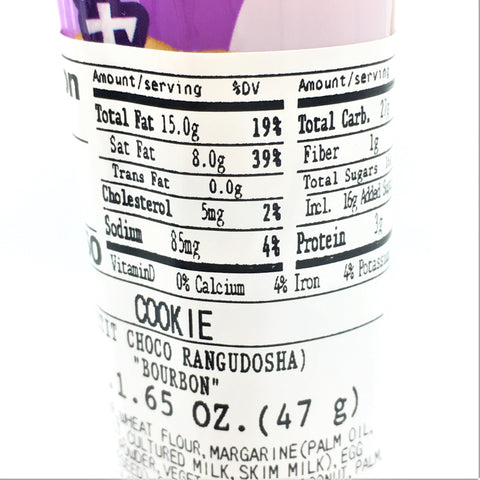 Amount/serving %DV
Total Fat 15.0g 19%
Sat Fat 8.0g 39%
Trans Fat 0.0g
Cholesterol 5mg 2%
Sodium 85mg 4%
Amount/serving
Total Carb.
Fiber 1g
Total Sugars
Incl. 16g Added
Protein 3g
VitaminD 0% Calcium 4% Iron 4%
COOKIE
CHOCO RANGUDOSHA)
"BOURBON"
1.65 OZ.(47 g)
WHEAT FLOUR, MARGARINE(PALM OIL,
CULTURED MILK, SKIM MILK), EGG
PALM